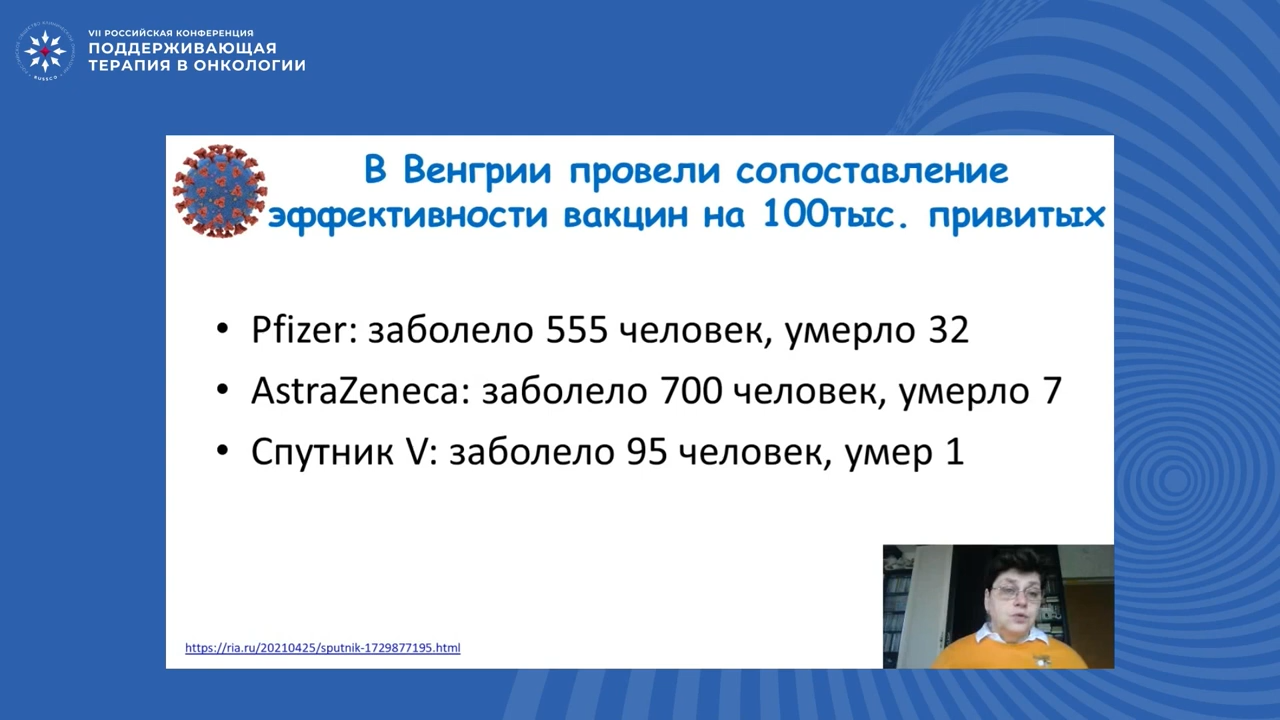 VII РОССИЙСКАЯ КОНФЕРЕНЦИЯ
ПОДДЕРЖИВАЮЩАЯ
ТЕРАПИЯ В ОНКОЛОГИИ
RUSSCO
В Венгрии провели сопоставление
эффективности вакцин на 100тыс. привитых
• Pfizer: заболело 555 человек, умерло 32
• AstraZeneca: заболело 700 человек, умерло 7
• Спутник V: заболело 95 человек, умер 1
https://ria.ru/20210425/sputnik-1729877195.html